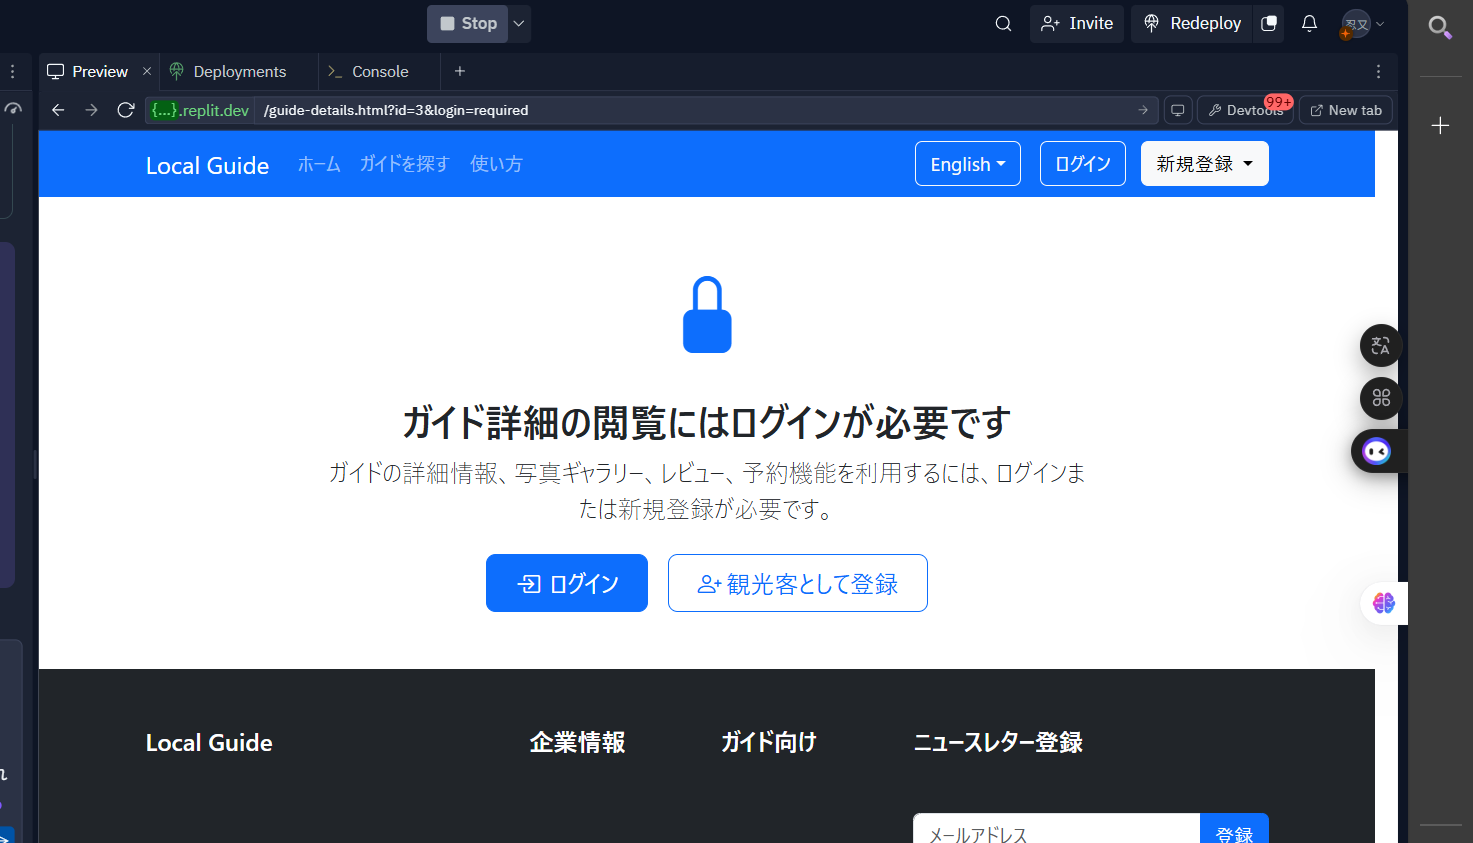 Stop
Invite
Redeploy
忍又
Preview
Deployments
Console
{...}.replit.dev
/guide-details.html?id=3&login=required
Devtools
99+
New tab
Local Guide
ホーム
ガイドを探す
使い方
English
ログイン
新規登録
ガイド詳細の閲覧にはログインが必要です
ガイドの詳細情報、写真ギャラリー、レビュー、予約機能を利用するには、ログインま
たは新規登録が必要です。
ログイン
観光客として登録
Local Guide
企業情報
ガイド向け
ニュースレター登録
メールアドレス
登録